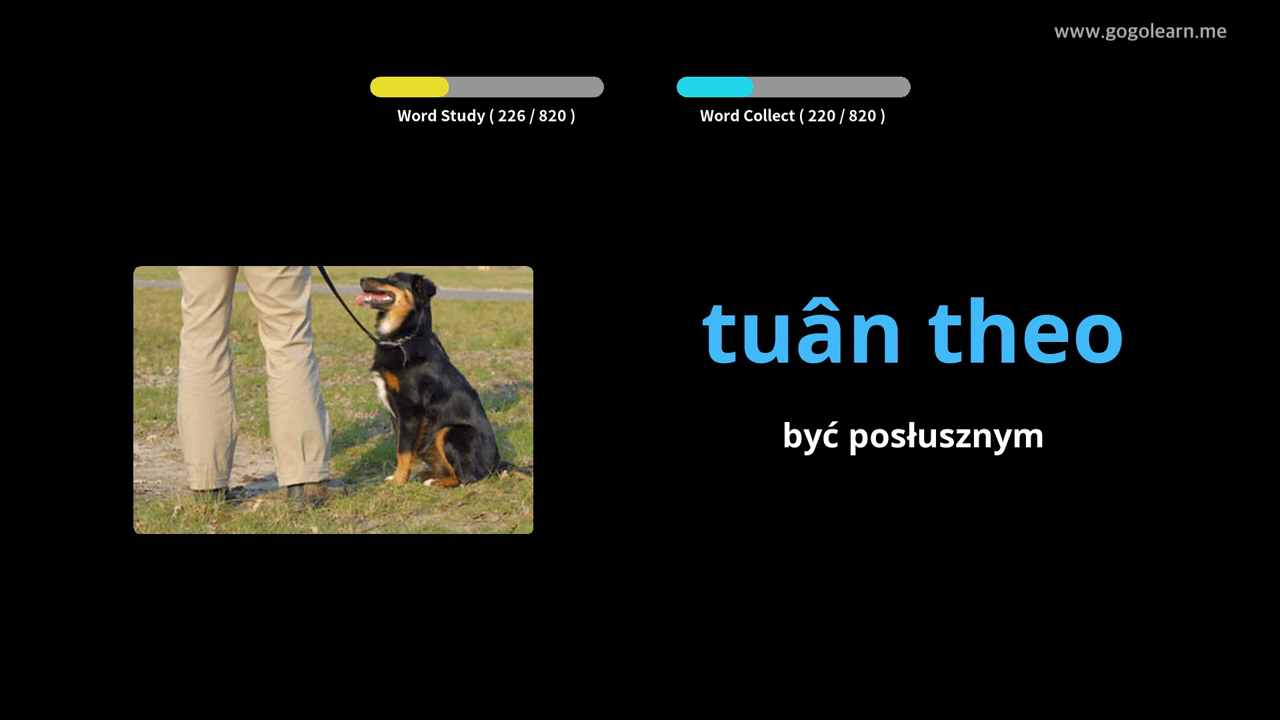 www.gogolearn.me
Word Study ( 226 / 820 )
Word Collect ( 220 / 820 )
tuân theo
być posłusznym